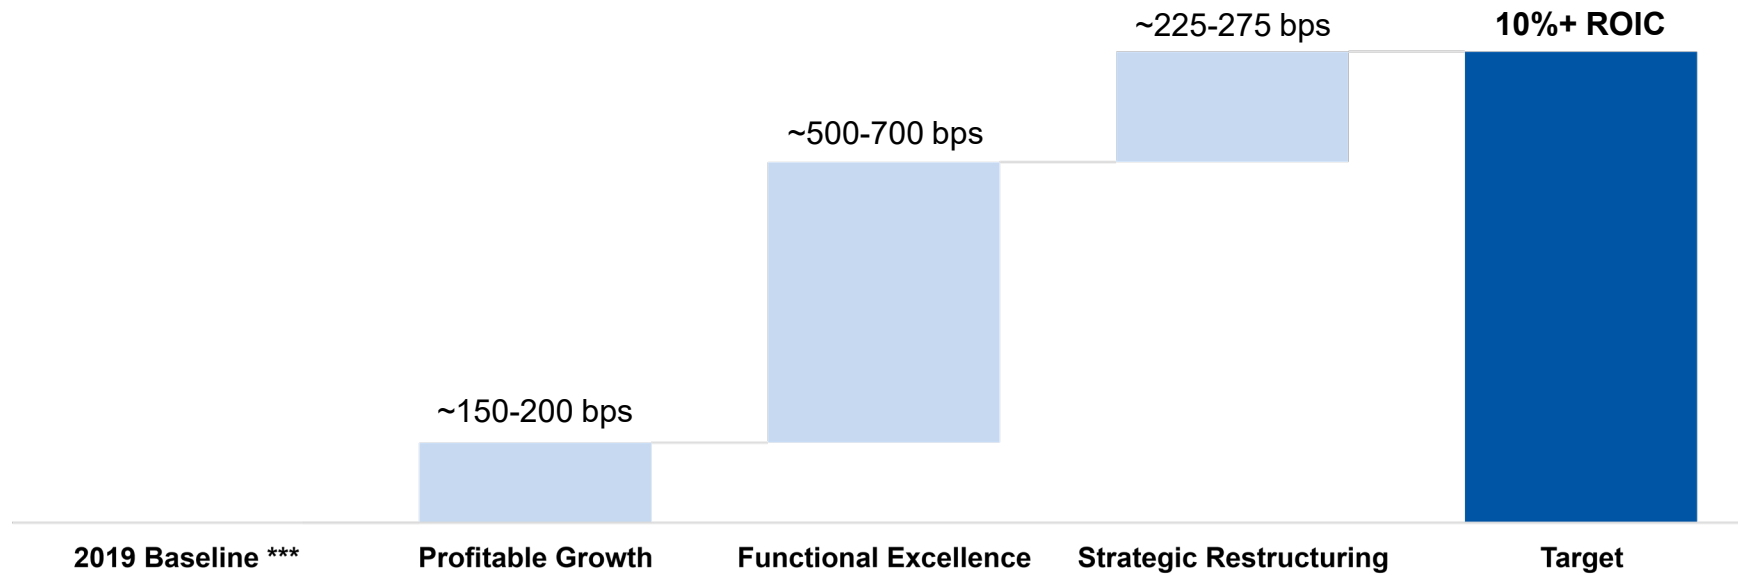 ~225-275 bps
10%+ ROIC
~500-700 bps
~150-200 bps
2019 Baseline ***
Profitable Growth
Functional Excellence
Strategic Restructuring
Target